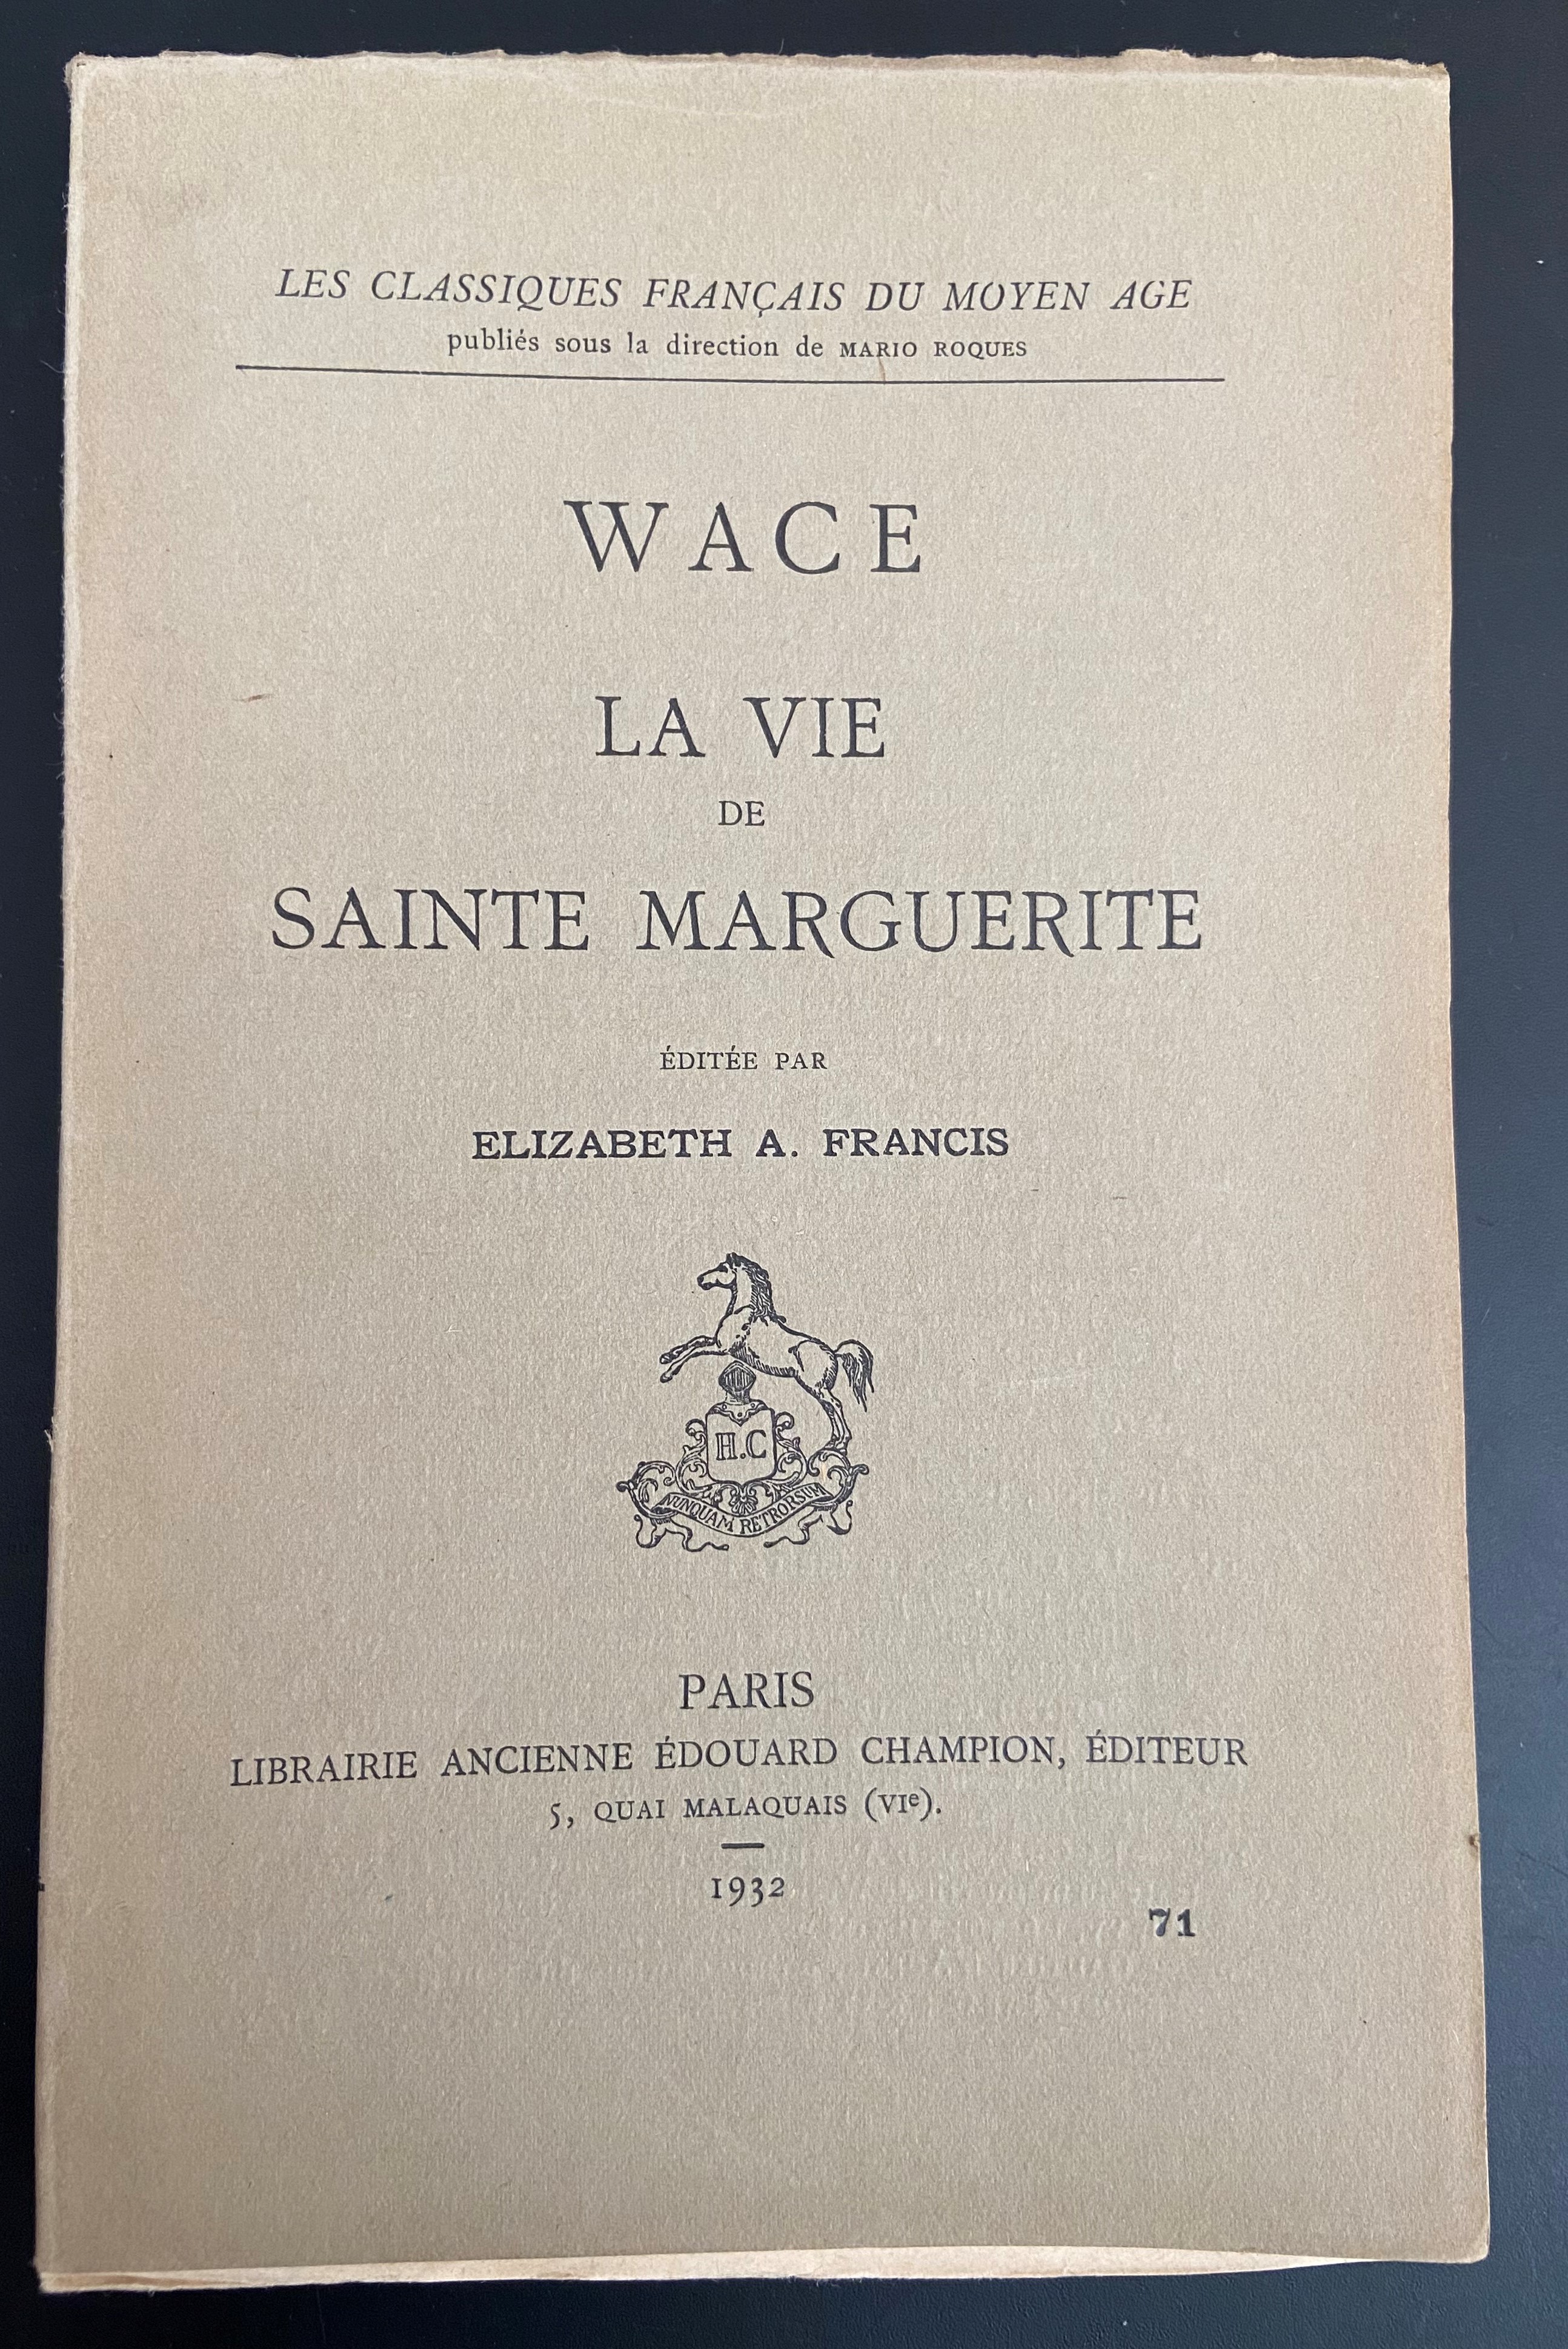 LES CLASSIQUES FRANÇAIS DU MOYEN AGE
publiés sous la direction de MARIO ROQUES
WACE
LA VIE
DE
SAINTE MARGUERITE
ÉDITÉE PAR
ELIZABETH A. FRANCIS
H.C
NUNQUAM RETRORSUM
PARIS
LIBRAIRIE ANCIENNE ÉDOUARD CHAMPION, ÉDITEUR
5, QUAI MALAQUAIS (VIe).
1932
71